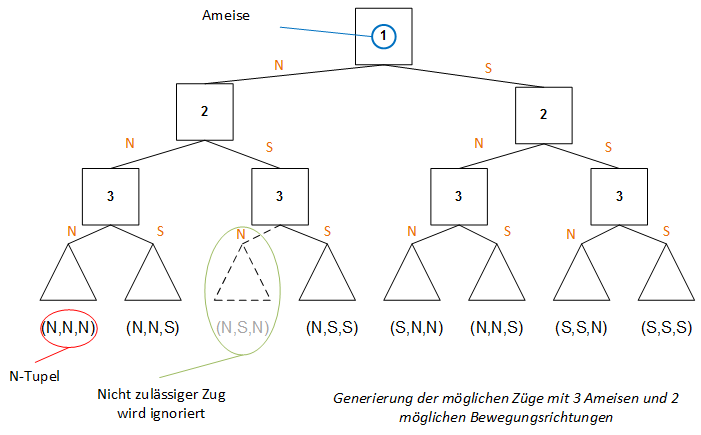 Ameise
1
N
S
2
2
N
S
N
S
3
3
3
3
N
S
N
S
N
S
N
S
(N,N,N)
(N,N,S)
(N,S,N)
(N,S,S)
(S,N,N)
(N,N,S)
(S,S,N)
(S,S,S)
N-Tupel
Nicht zulässiger Zug
wird ignoriert
Generierung der möglichen Züge mit 3 Ameisen und 2
möglichen Bewegungsrichtungen